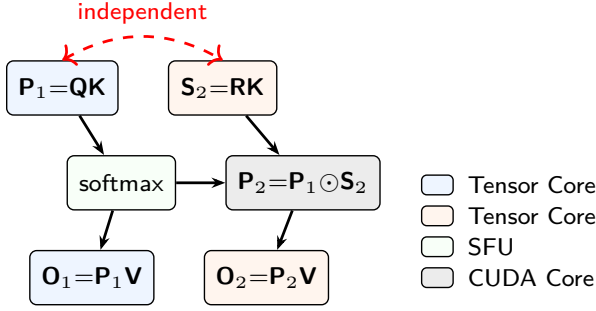 independent
P₁=QK
S₂=RK
softmax
P₂=P₁⊙S₂
O₁=P₁V
O₂=P₂V
Tensor Core
Tensor Core
SFU
CUDA Core